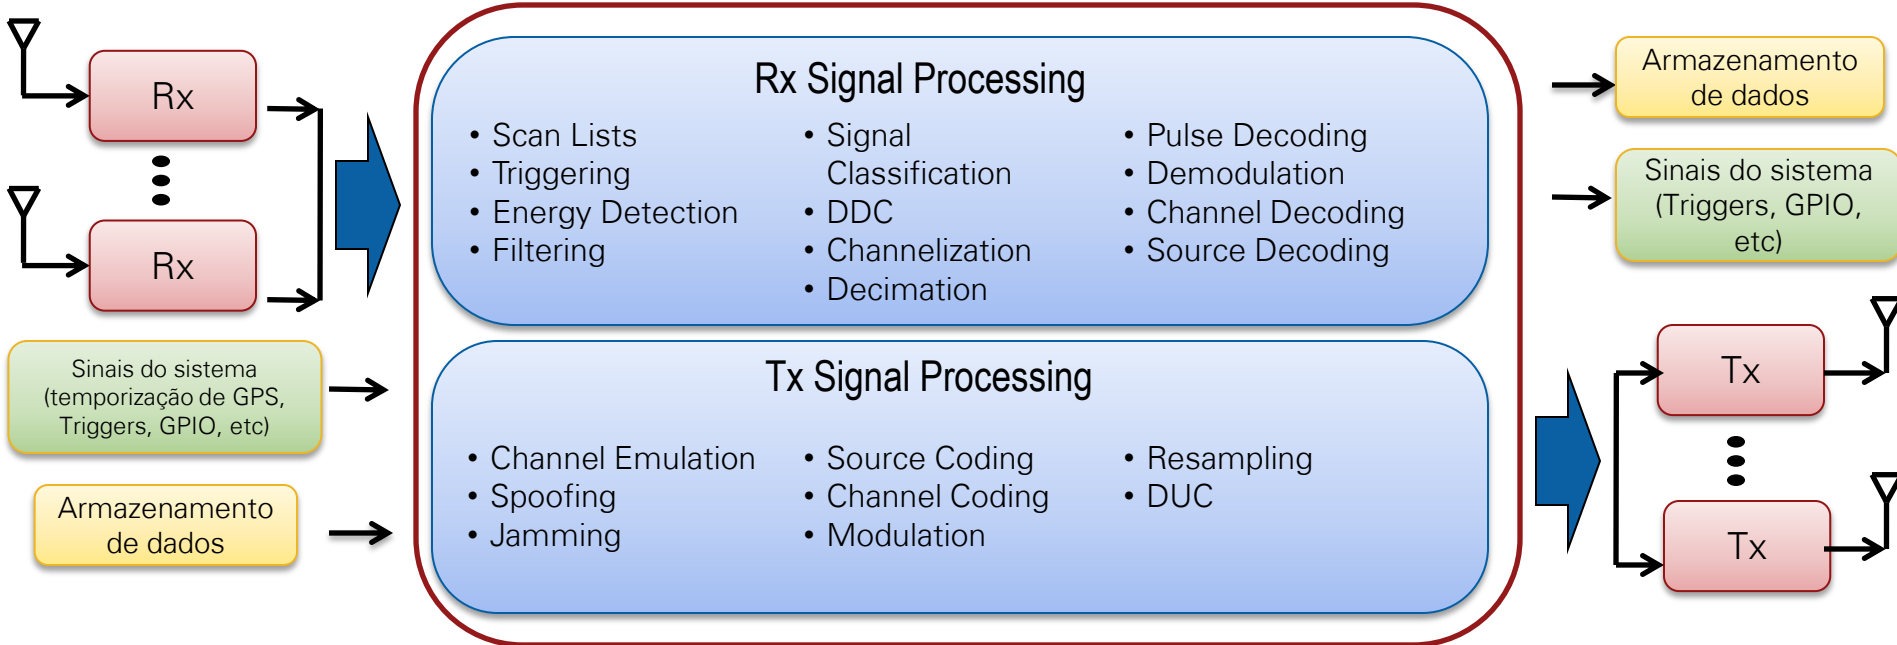 Rx
Rx
Sinais do sistema
(temporização de GPS,
Triggers, GPIO, etc)
Armazenamento
de dados
Rx Signal Processing
• Scan Lists
• Triggering
• Energy Detection
• Filtering
• Signal
Classification
• DDC
• Channelization
• Decimation
• Pulse Decoding
• Demodulation
• Channel Decoding
• Source Decoding
Tx Signal Processing
• Channel Emulation
• Spoofing
• Jamming
• Source Coding
• Channel Coding
• Modulation
• Resampling
• DUC
Armazenamento
de dados
Sinais do sistema
(Triggers, GPIO,
etc)
Tx
Tx